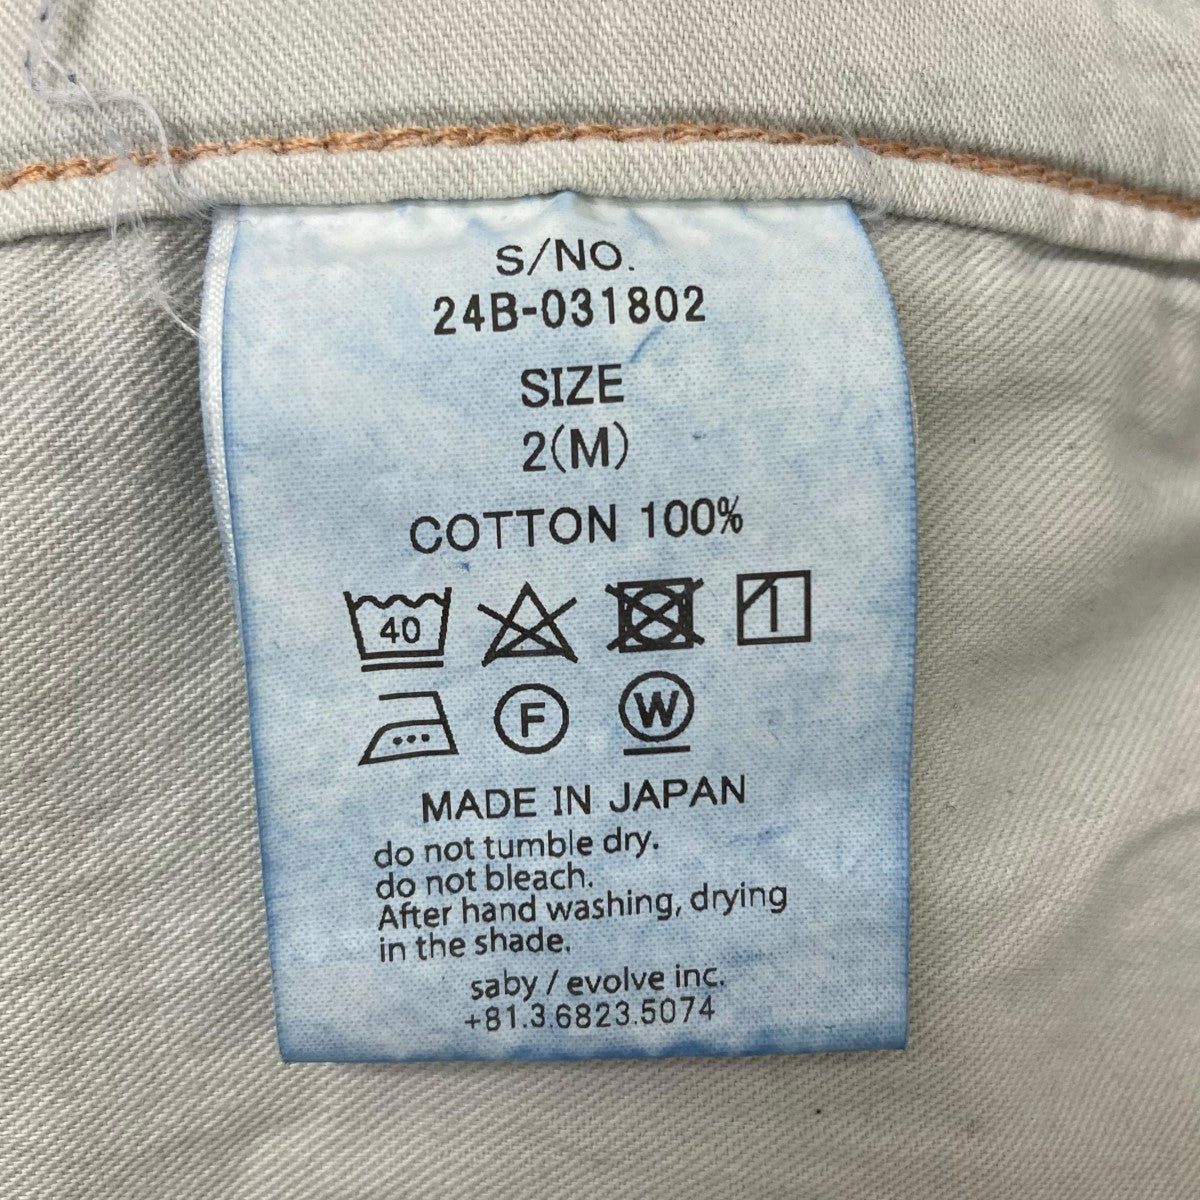 S/NO.
24B-031802
SIZE
2(M)
COTTON 100%
40
F
W
MADE IN JAPAN
do not tumble dry.
do not bleach.
After hand washing, drying
in the shade.
saby / evolve inc.
+81.3.6823.5074